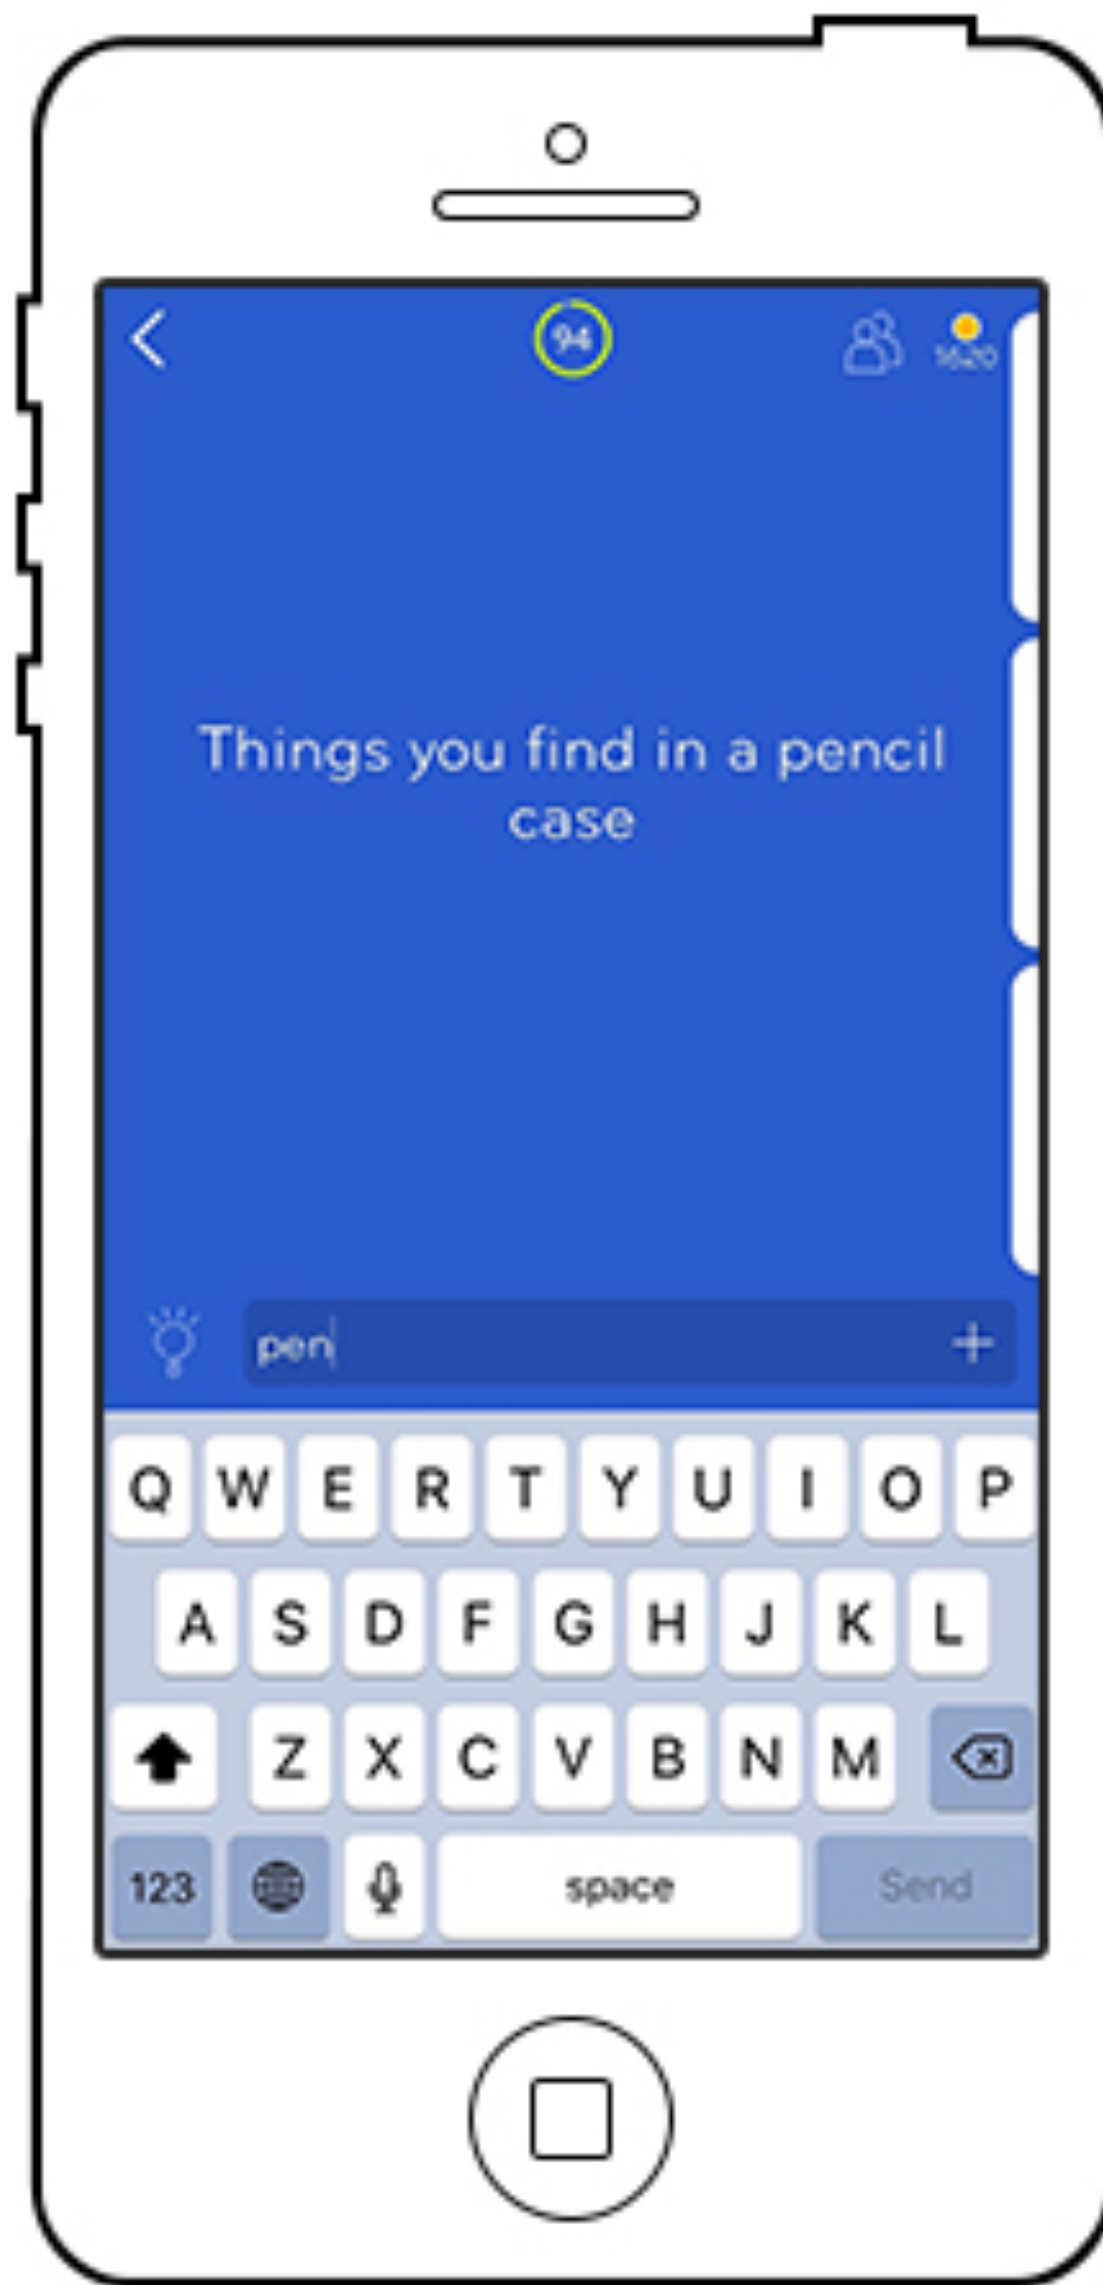 94
1620
Things you find in a pencil
case
pen
Q W E R T Y U I O P
A S D F G H J K L
Z X C V B N M
123 space Send